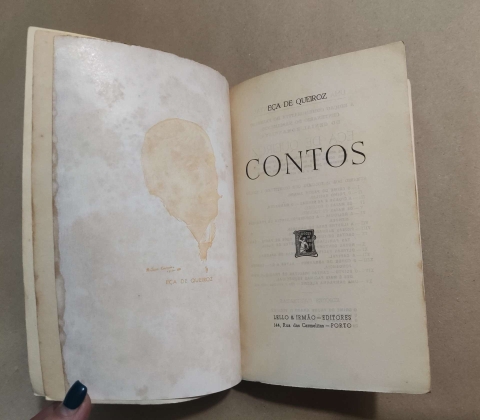 EÇA DE QUEIROZ
EÇA DE QUEIROZ
CONTOS
LELLO & IRMÃO — EDITORES
144, Rua das Carmelitas — PORTO